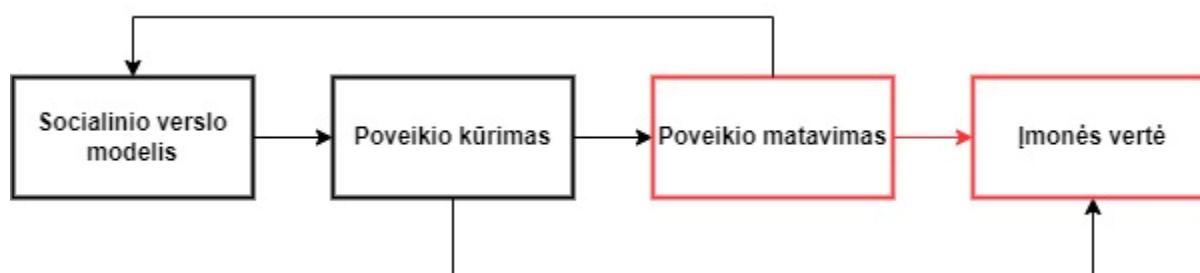 Socialinio verslo
modelis
Poveikio kūrimas
Poveikio matavimas
Įmonės vertė